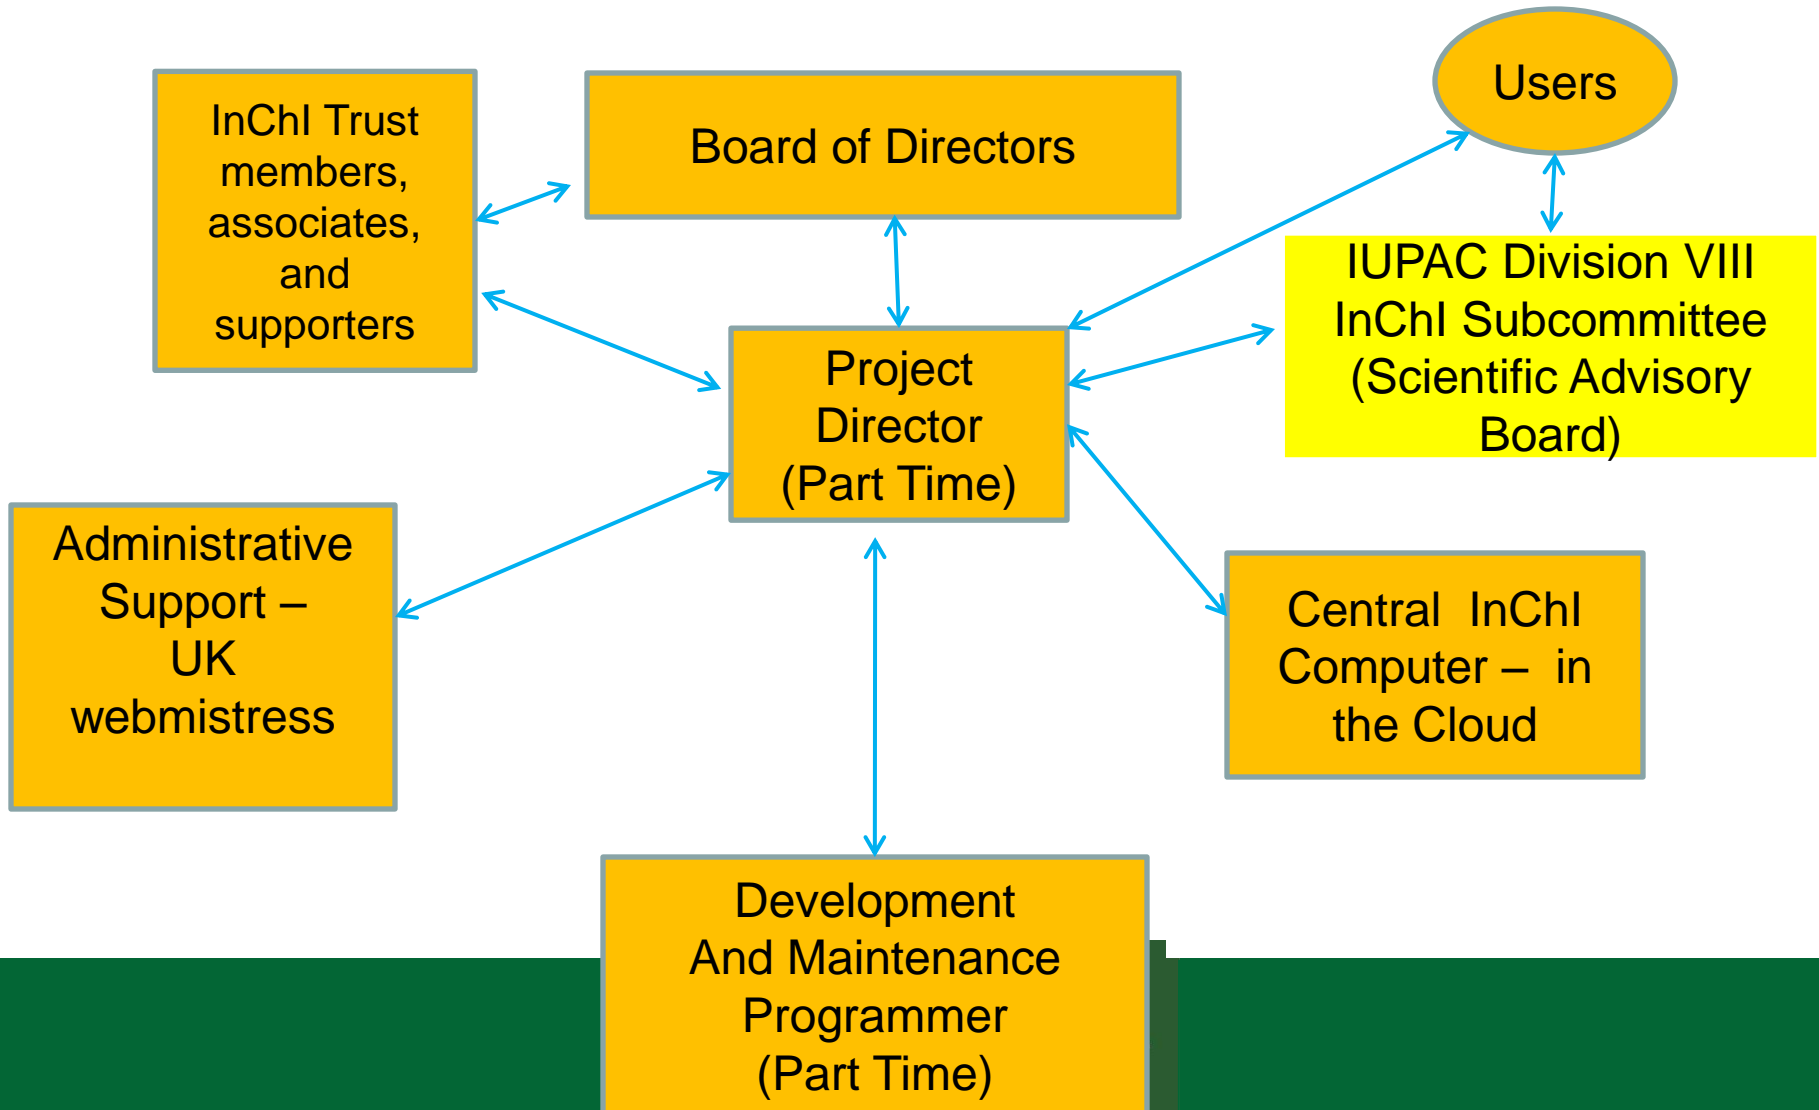 InChI Trust
members,
associates,
and
supporters
Board of Directors
Users
IUPAC Division VIII
InChI Subcommittee
(Scientific Advisory
Board)
Project
Director
(Part Time)
Administrative
Support –
UK
webmistress
Central InChI
Computer – in
the Cloud
Development
And Maintenance
Programmer
(Part Time)